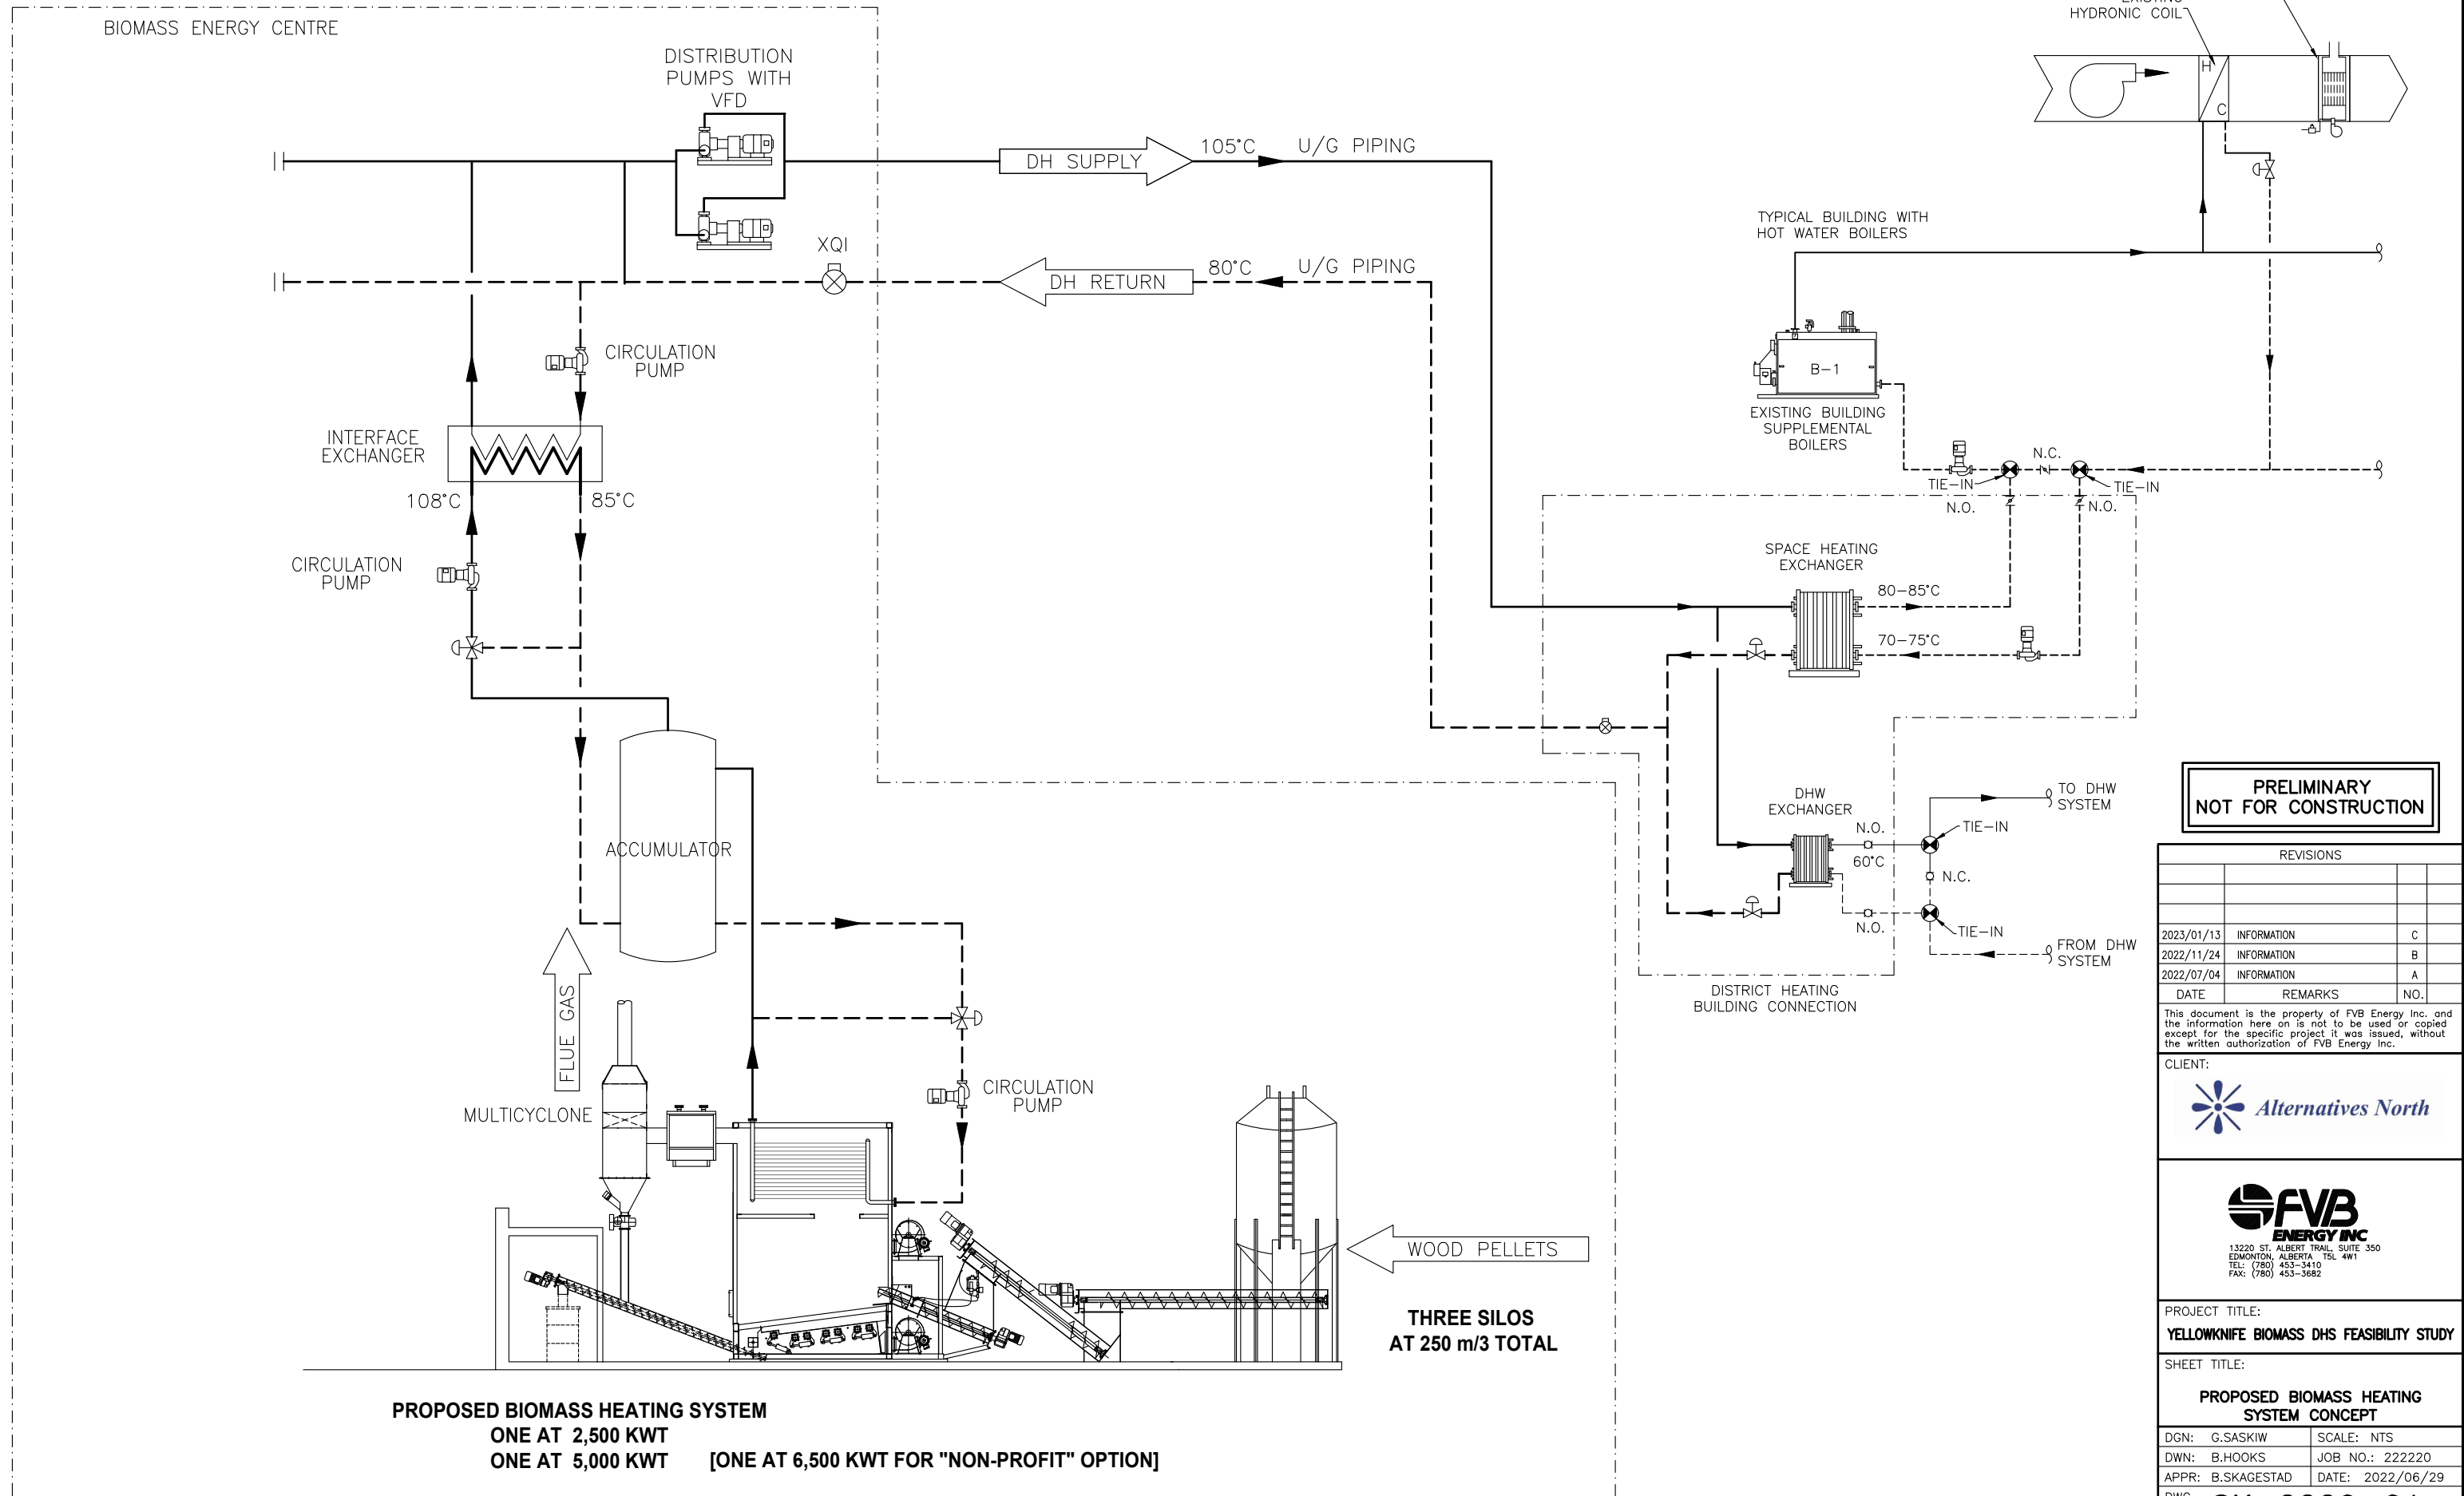 BIOMASS ENERGY CENTRE
DISTRIBUTION
PUMPS WITH
VFD
DH SUPPLY
105°C
U/G PIPING
XQI
DH RETURN
80°C
U/G PIPING
CIRCULATION
PUMP
INTERFACE
EXCHANGER
108°C
85°C
CIRCULATION
PUMP
ACCUMULATOR
FLUE GAS
MULTICYCLONE
CIRCULATION
PUMP
WOOD PELLETS
THREE SILOS
AT 250 m/3 TOTAL
PROPOSED BIOMASS HEATING SYSTEM
ONE AT 2,500 KWT
ONE AT 5,000 KWT [ONE AT 6,500 KWT FOR "NON-PROFIT" OPTION]
EXISTING
HYDRONIC COIL
H
C
TYPICAL BUILDING WITH
HOT WATER BOILERS
B-1
EXISTING BUILDING
SUPPLEMENTAL
BOILERS
N.C.
TIE-IN
TIE-IN
N.O.
N.O.
SPACE HEATING
EXCHANGER
80-85°C
70-75°C
DHW
EXCHANGER
N.O.
60°C
TO DHW
SYSTEM
TIE-IN
N.C.
N.O.
TIE-IN
FROM DHW
SYSTEM
DISTRICT HEATING
BUILDING CONNECTION
PRELIMINARY
NOT FOR CONSTRUCTION
REVISIONS
2023/01/13 INFORMATION C
2022/11/24 INFORMATION B
2022/07/04 INFORMATION A
DATE REMARKS NO.
This document is the property of FVB Energy Inc. and
the information here on is not to be used or copied
except for the specific project it was issued, without
the written authorization of FVB Energy Inc.
CLIENT:
Alternatives North
FVB
ENERGY INC
13220 ST. ALBERT TRAIL, SUITE 350
EDMONTON, ALBERTA T5L 4W1
TEL: (780) 453-3410
FAX: (780) 453-3682
PROJECT TITLE:
YELLOWKNIFE BIOMASS DHS FEASIBILITY STUDY
SHEET TITLE:
PROPOSED BIOMASS HEATING
SYSTEM CONCEPT
DGN: G.SASKIW SCALE: NTS
DWN: B.HOOKS JOB NO.: 222220
APPR: B.SKAGESTAD DATE: 2022/06/29